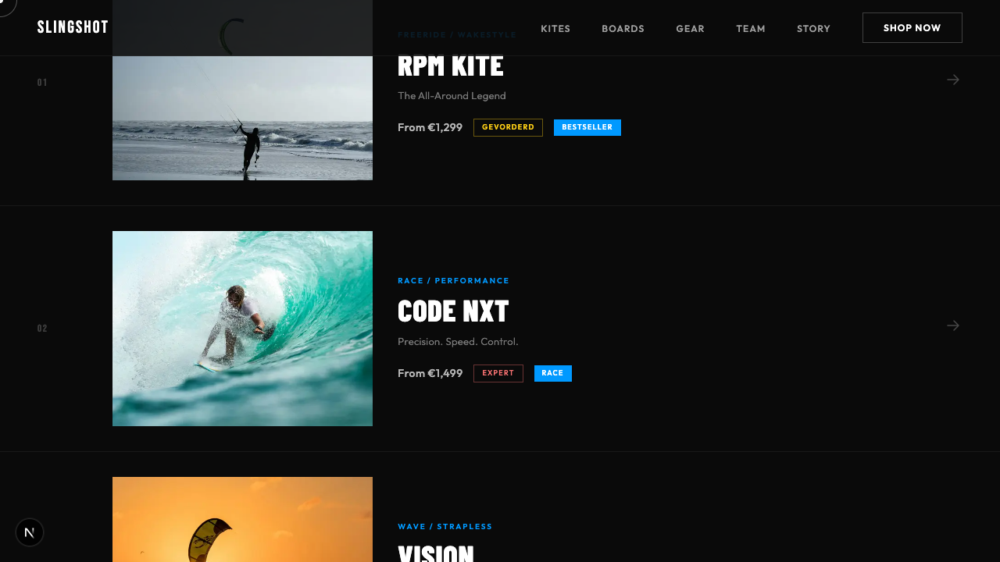 SLINGSHOT
KITES
BOARDS
GEAR
TEAM
STORY
SHOP NOW
FREERIDE / WAKESTYLE
01
RPM KITE
The All-Around Legend
From €1,299
GEVORDERD
BESTSELLER
RACE / PERFORMANCE
02
CODE NXT
Precision. Speed. Control.
From €1,499
EXPERT
RACE
WAVE / STRAPLESS
VISION
N